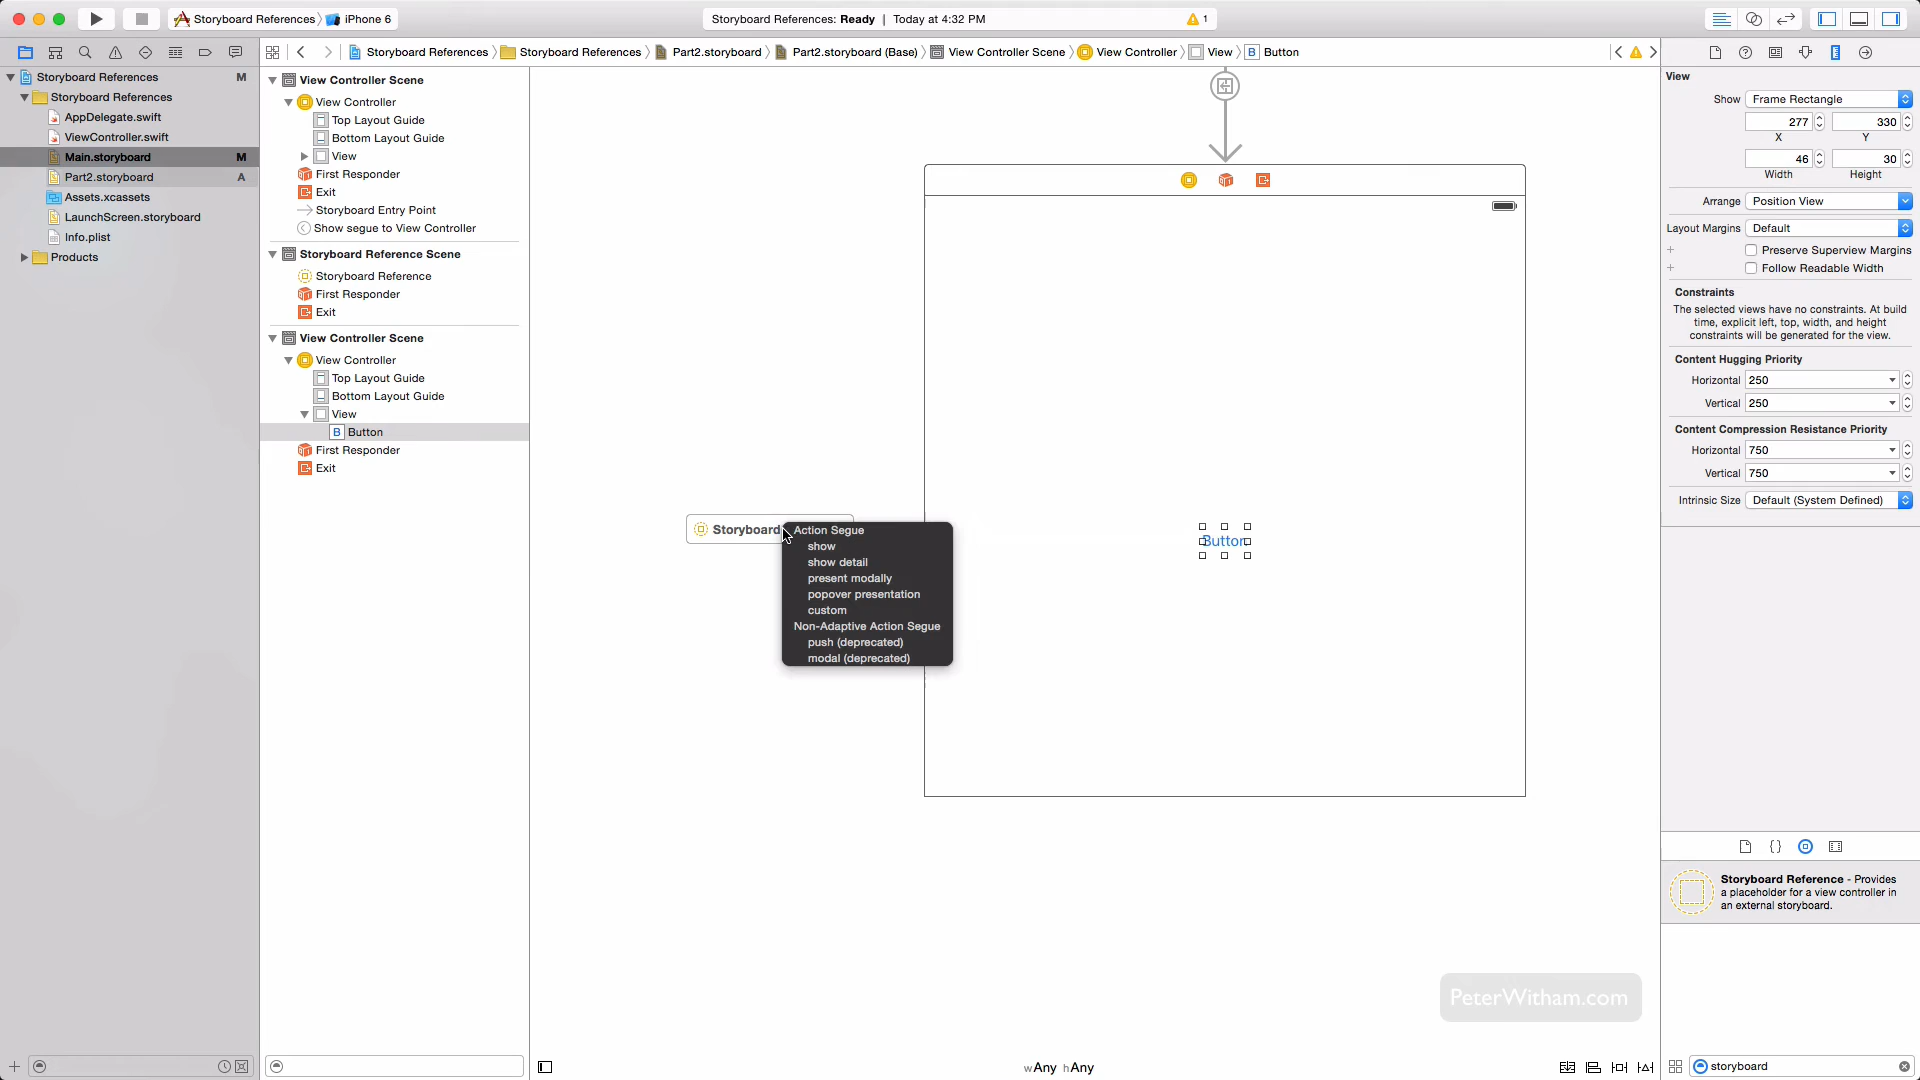 Storyboard References
iPhone 6
Storyboard References: Ready | Today at 4:32 PM
1
Storyboard References
Storyboard References
Part2.storyboard
Part2.storyboard (Base)
View Controller Scene
View Controller
View
B Button
Storyboard References M
Storyboard References
AppDelegate.swift
ViewController.swift
Main.storyboard M
Part2.storyboard A
Assets.xcassets
LaunchScreen.storyboard
Info.plist
Products
View Controller Scene
View Controller
Top Layout Guide
Bottom Layout Guide
View
First Responder
Exit
Storyboard Entry Point
Show segue to View Controller
Storyboard Reference Scene
Storyboard Reference
First Responder
Exit
View Controller Scene
View Controller
Top Layout Guide
Bottom Layout Guide
View
B Button
First Responder
Exit
Storyboard
Action Segue
show
show detail
present modally
popover presentation
custom
Non-Adaptive Action Segue
push (deprecated)
modal (deprecated)
Button
PeterWitham.com
wAny hAny
View
Show Frame Rectangle
277 330
X Y
46 30
Width Height
Arrange Position View
Layout Margins Default
+ Preserve Superview Margins
+ Follow Readable Width
Constraints
The selected views have no constraints. At build
time, explicit left, top, width, and height
constraints will be generated for the view.
Content Hugging Priority
Horizontal 250
Vertical 250
Content Compression Resistance Priority
Horizontal 750
Vertical 750
Intrinsic Size Default (System Defined)
{}
Storyboard Reference - Provides
a placeholder for a view controller in
an external storyboard.
storyboard